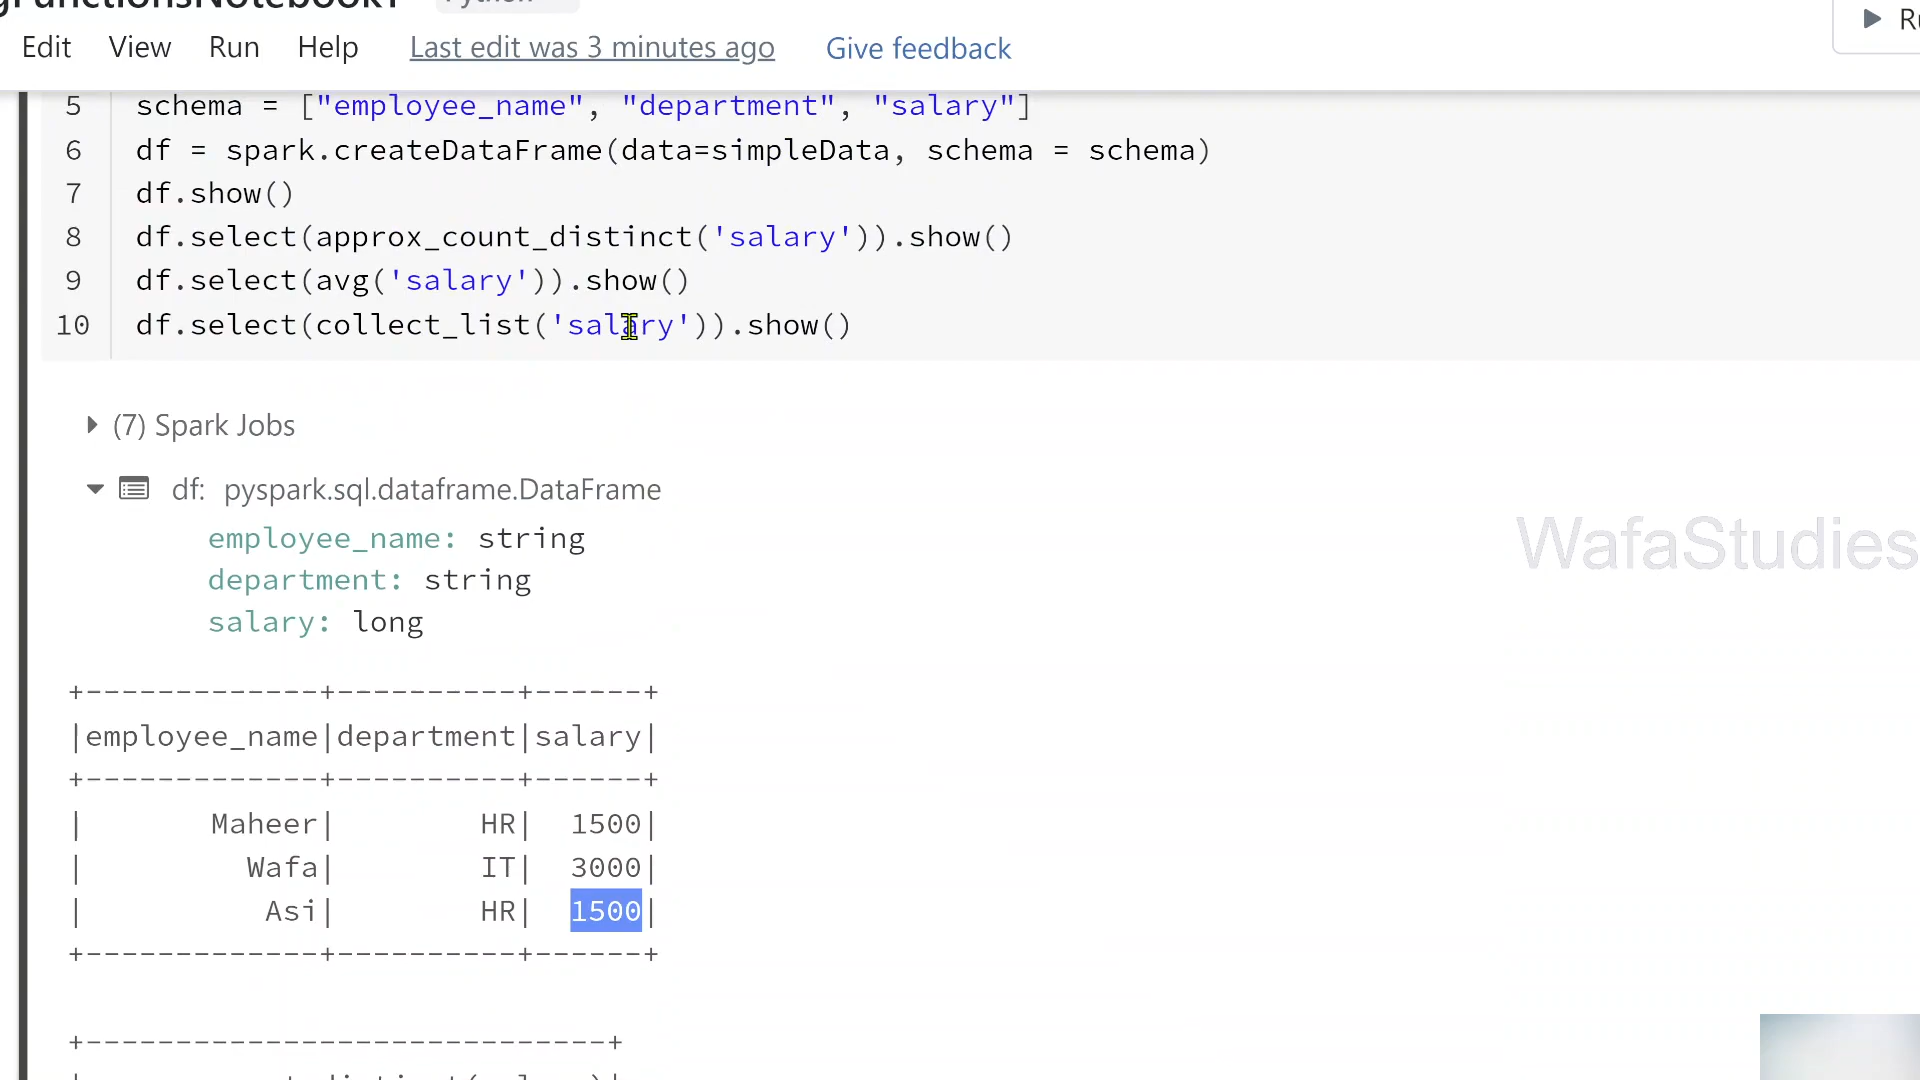 Edit View Run Help Last edit was 3 minutes ago Give feedback
5 schema = ["employee_name", "department", "salary"]
6 df = spark.createDataFrame(data=simpleData, schema = schema)
7 df.show()
8 df.select(approx_count_distinct('salary')).show()
9 df.select(avg('salary')).show()
10 df.select(collect_list('salary')).show()
(7) Spark Jobs
df: pyspark.sql.dataframe.DataFrame
employee_name: string
WafaStudies
department: string
salary: long
+-------------+----------+------+
|employee_name|department|salary|
+-------------+----------+------+
|       Maheer|        HR|  1500|
|         Wafa|        IT|  3000|
|          Asi|        HR|  1500|
+-------------+----------+------+
+-----------------------------+